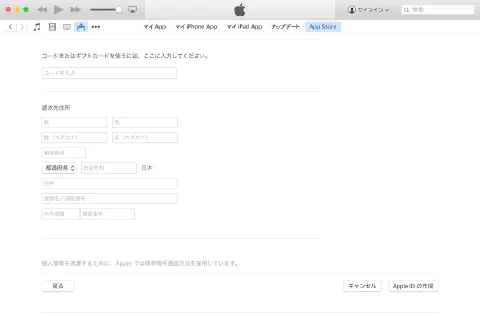 サインイン
検索
マイ App
マイ iPhone App
マイ iPad App
アップデート
App Store
コードまたはギフトカードを使うには、ここに入力してください。
コードを入力
請求先住所
姓
名
姓（カタカナ）
名（カタカナ）
郵便番号
都道府県
市区町村
日本
住所
建物名／部屋番号
市外局番
電話番号
個人情報を保護するために、Apple では標準暗号通信方式を採用しています。
戻る
キャンセル
Apple ID の作成